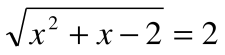 √(x² + x − 2) = 2